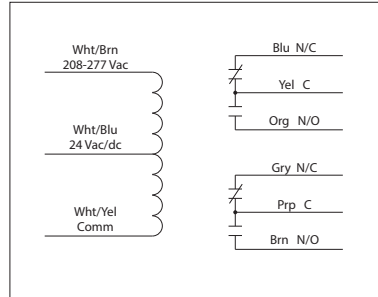 Wht/Brn
208-277 Vac
Wht/Blu
24 Vac/dc
Wht/Yel
Comm
Blu N/C
Yel C
Org N/O
Gry N/C
Prp C
Brn N/O